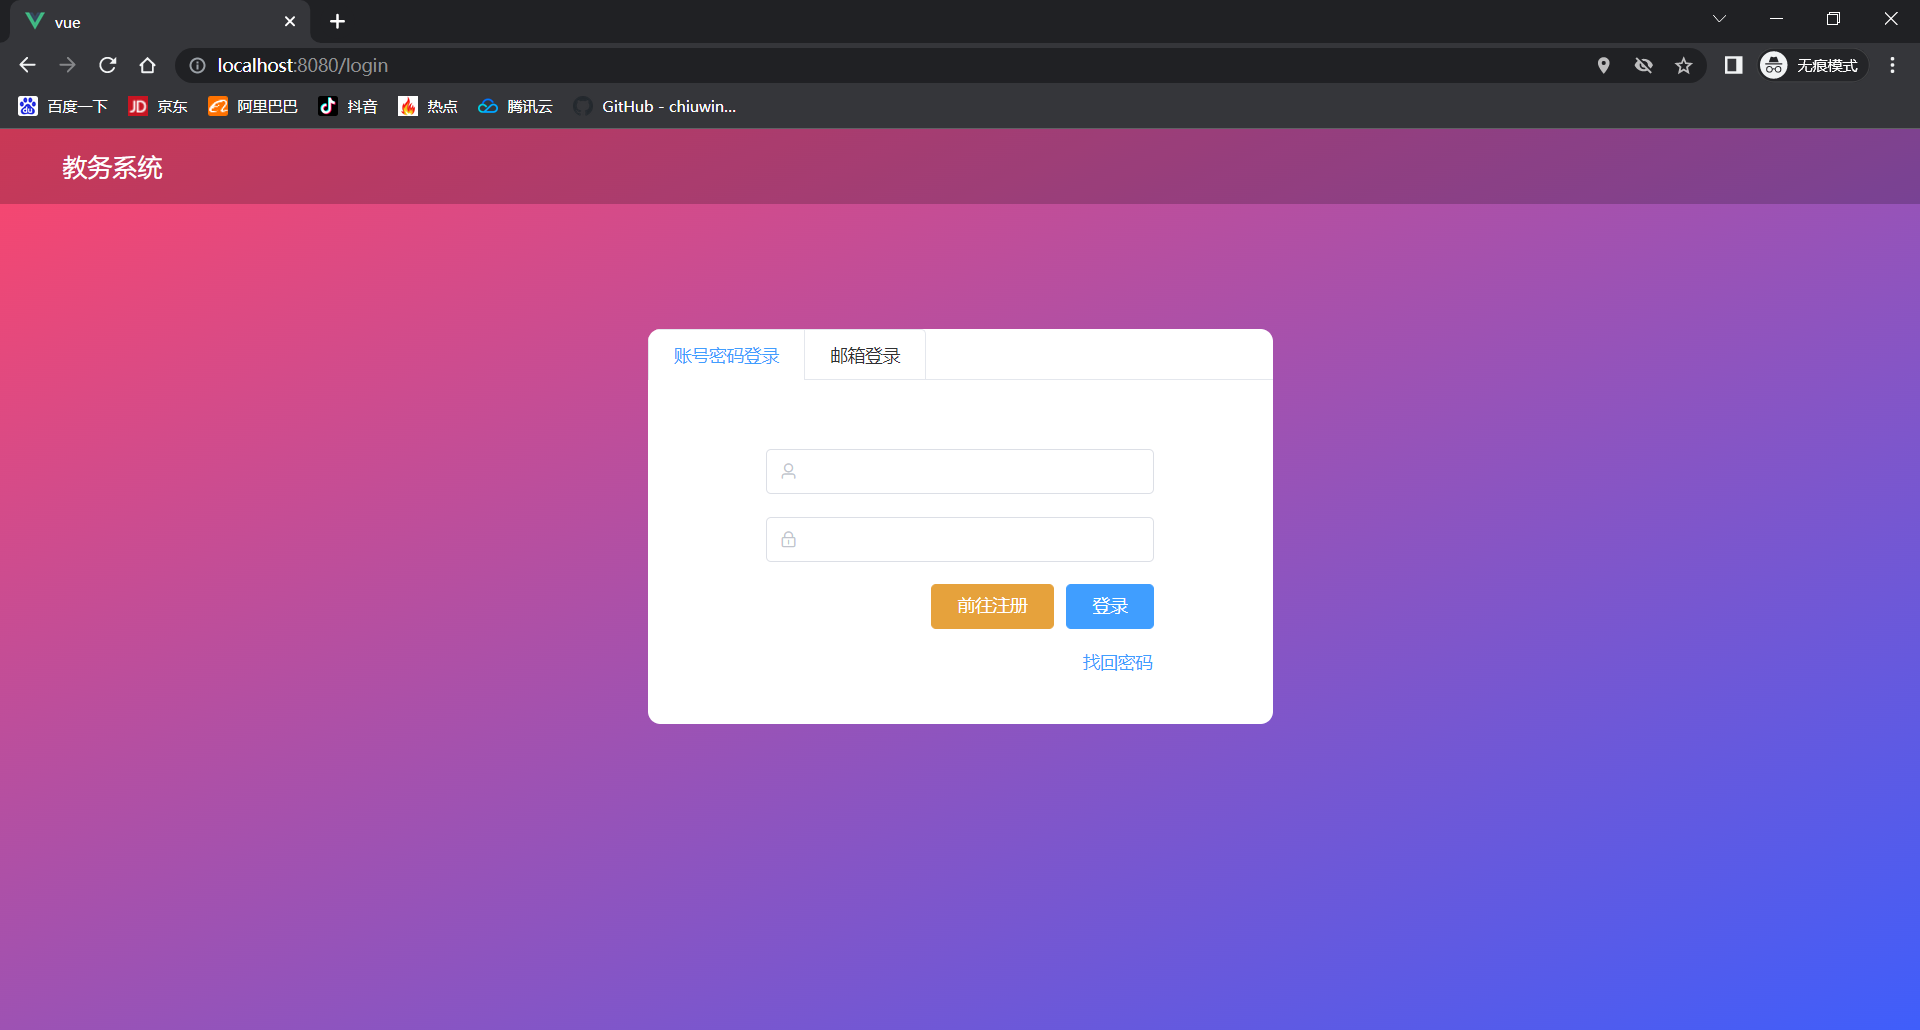 vue
localhost:8080/login
无痕模式
百度一下 京东 阿里巴巴 抖音 热点 腾讯云 GitHub - chiuwin...
教务系统
账号密码登录 邮箱登录
前往注册 登录
找回密码